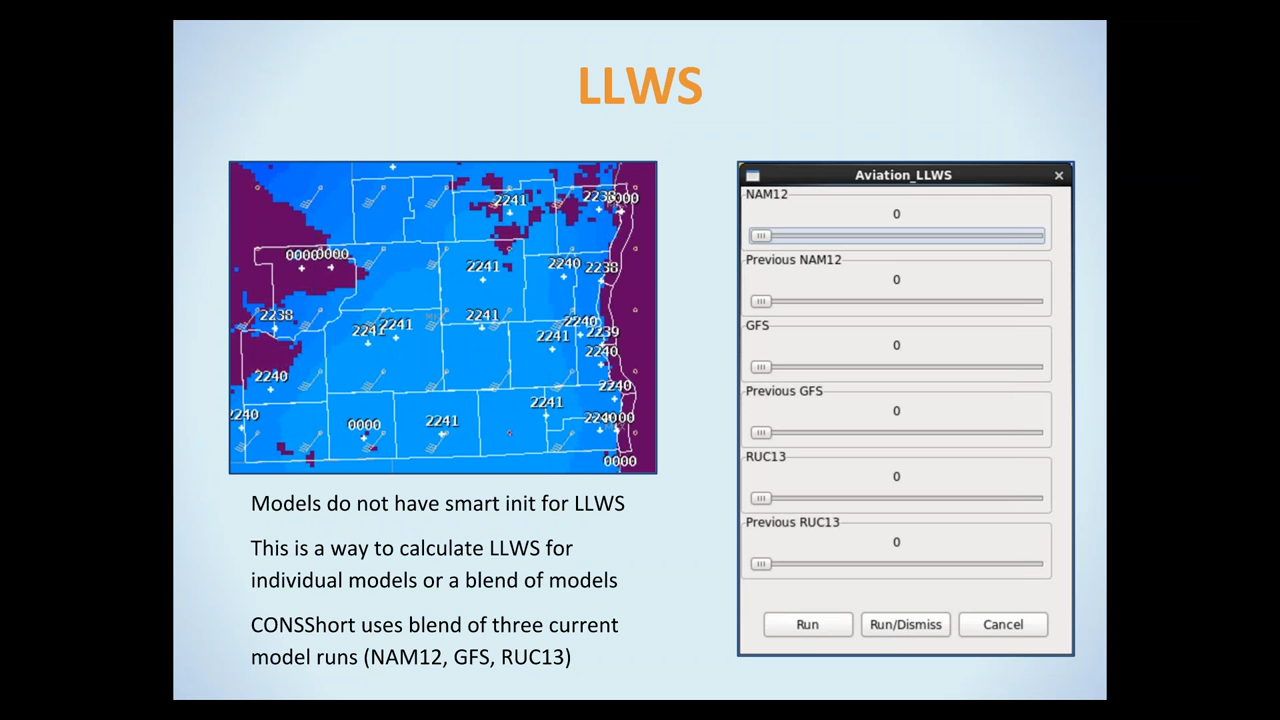 LLWS
2241
2238
0000
0000
0000
2241
2240
2238
2238
2241
2241
2241
2240
2239
2241
2240
2240
2240
2240
2241
0000
2241
0000
Models do not have smart init for LLWS
This is a way to calculate LLWS for
individual models or a blend of models
CONSShort uses blend of three current
model runs (NAM12, GFS, RUC13)
Aviation_LLWS
NAM12
0
Previous NAM12
0
GFS
0
Previous GFS
0
RUC13
0
Previous RUC13
0
Run
Run/Dismiss
Cancel